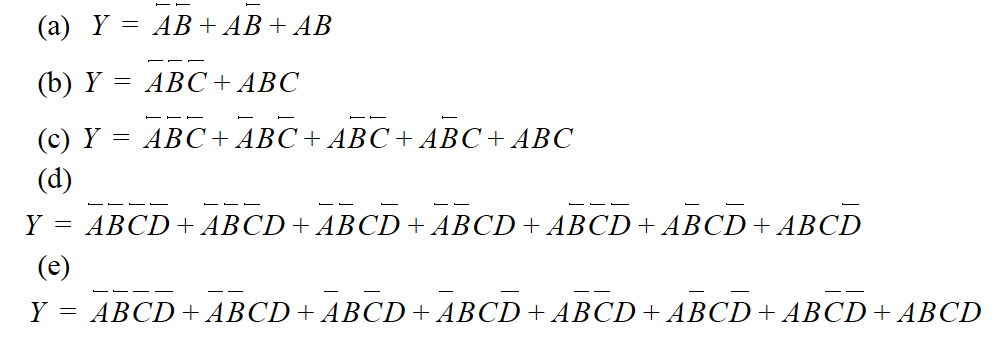 (a) Y = A̅B̅ + AB̅ + AB
(b) Y = A̅B̅C̅ + ABC
(c) Y = A̅B̅C̅ + A̅BC̅ + AB̅C̅ + AB̅C + ABC
(d)
Y = A̅B̅C̅D̅ + A̅B̅C̅D + A̅B̅CD̅ + A̅B̅CD + AB̅C̅D̅ + AB̅CD̅ + ABCD̅
(e)
Y = A̅B̅C̅D̅ + A̅B̅CD + A̅BC̅D + A̅BCD̅ + AB̅C̅D + AB̅CD̅ + ABC̅D̅ + ABCD